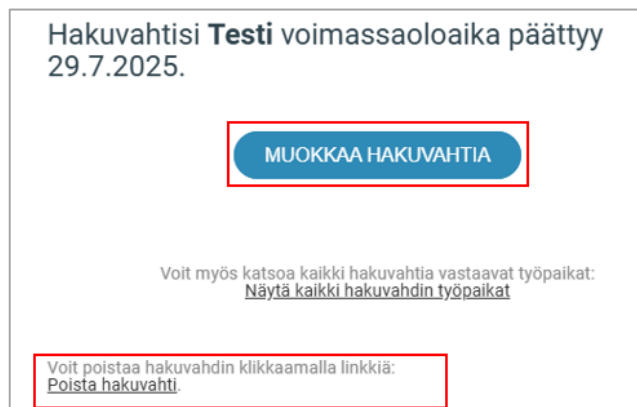 Hakuvahtisi Testi voimassaoloaika päättyy
29.7.2025.
MUOKKAA HAKUVAHTIA
Voit myös katsoa kaikki hakuvahtia vastaavat työpaikat:
Näytä kaikki hakuvahdin työpaikat
Voit poistaa hakuvahdin klikkaamalla linkkiä:
Poista hakuvahti.